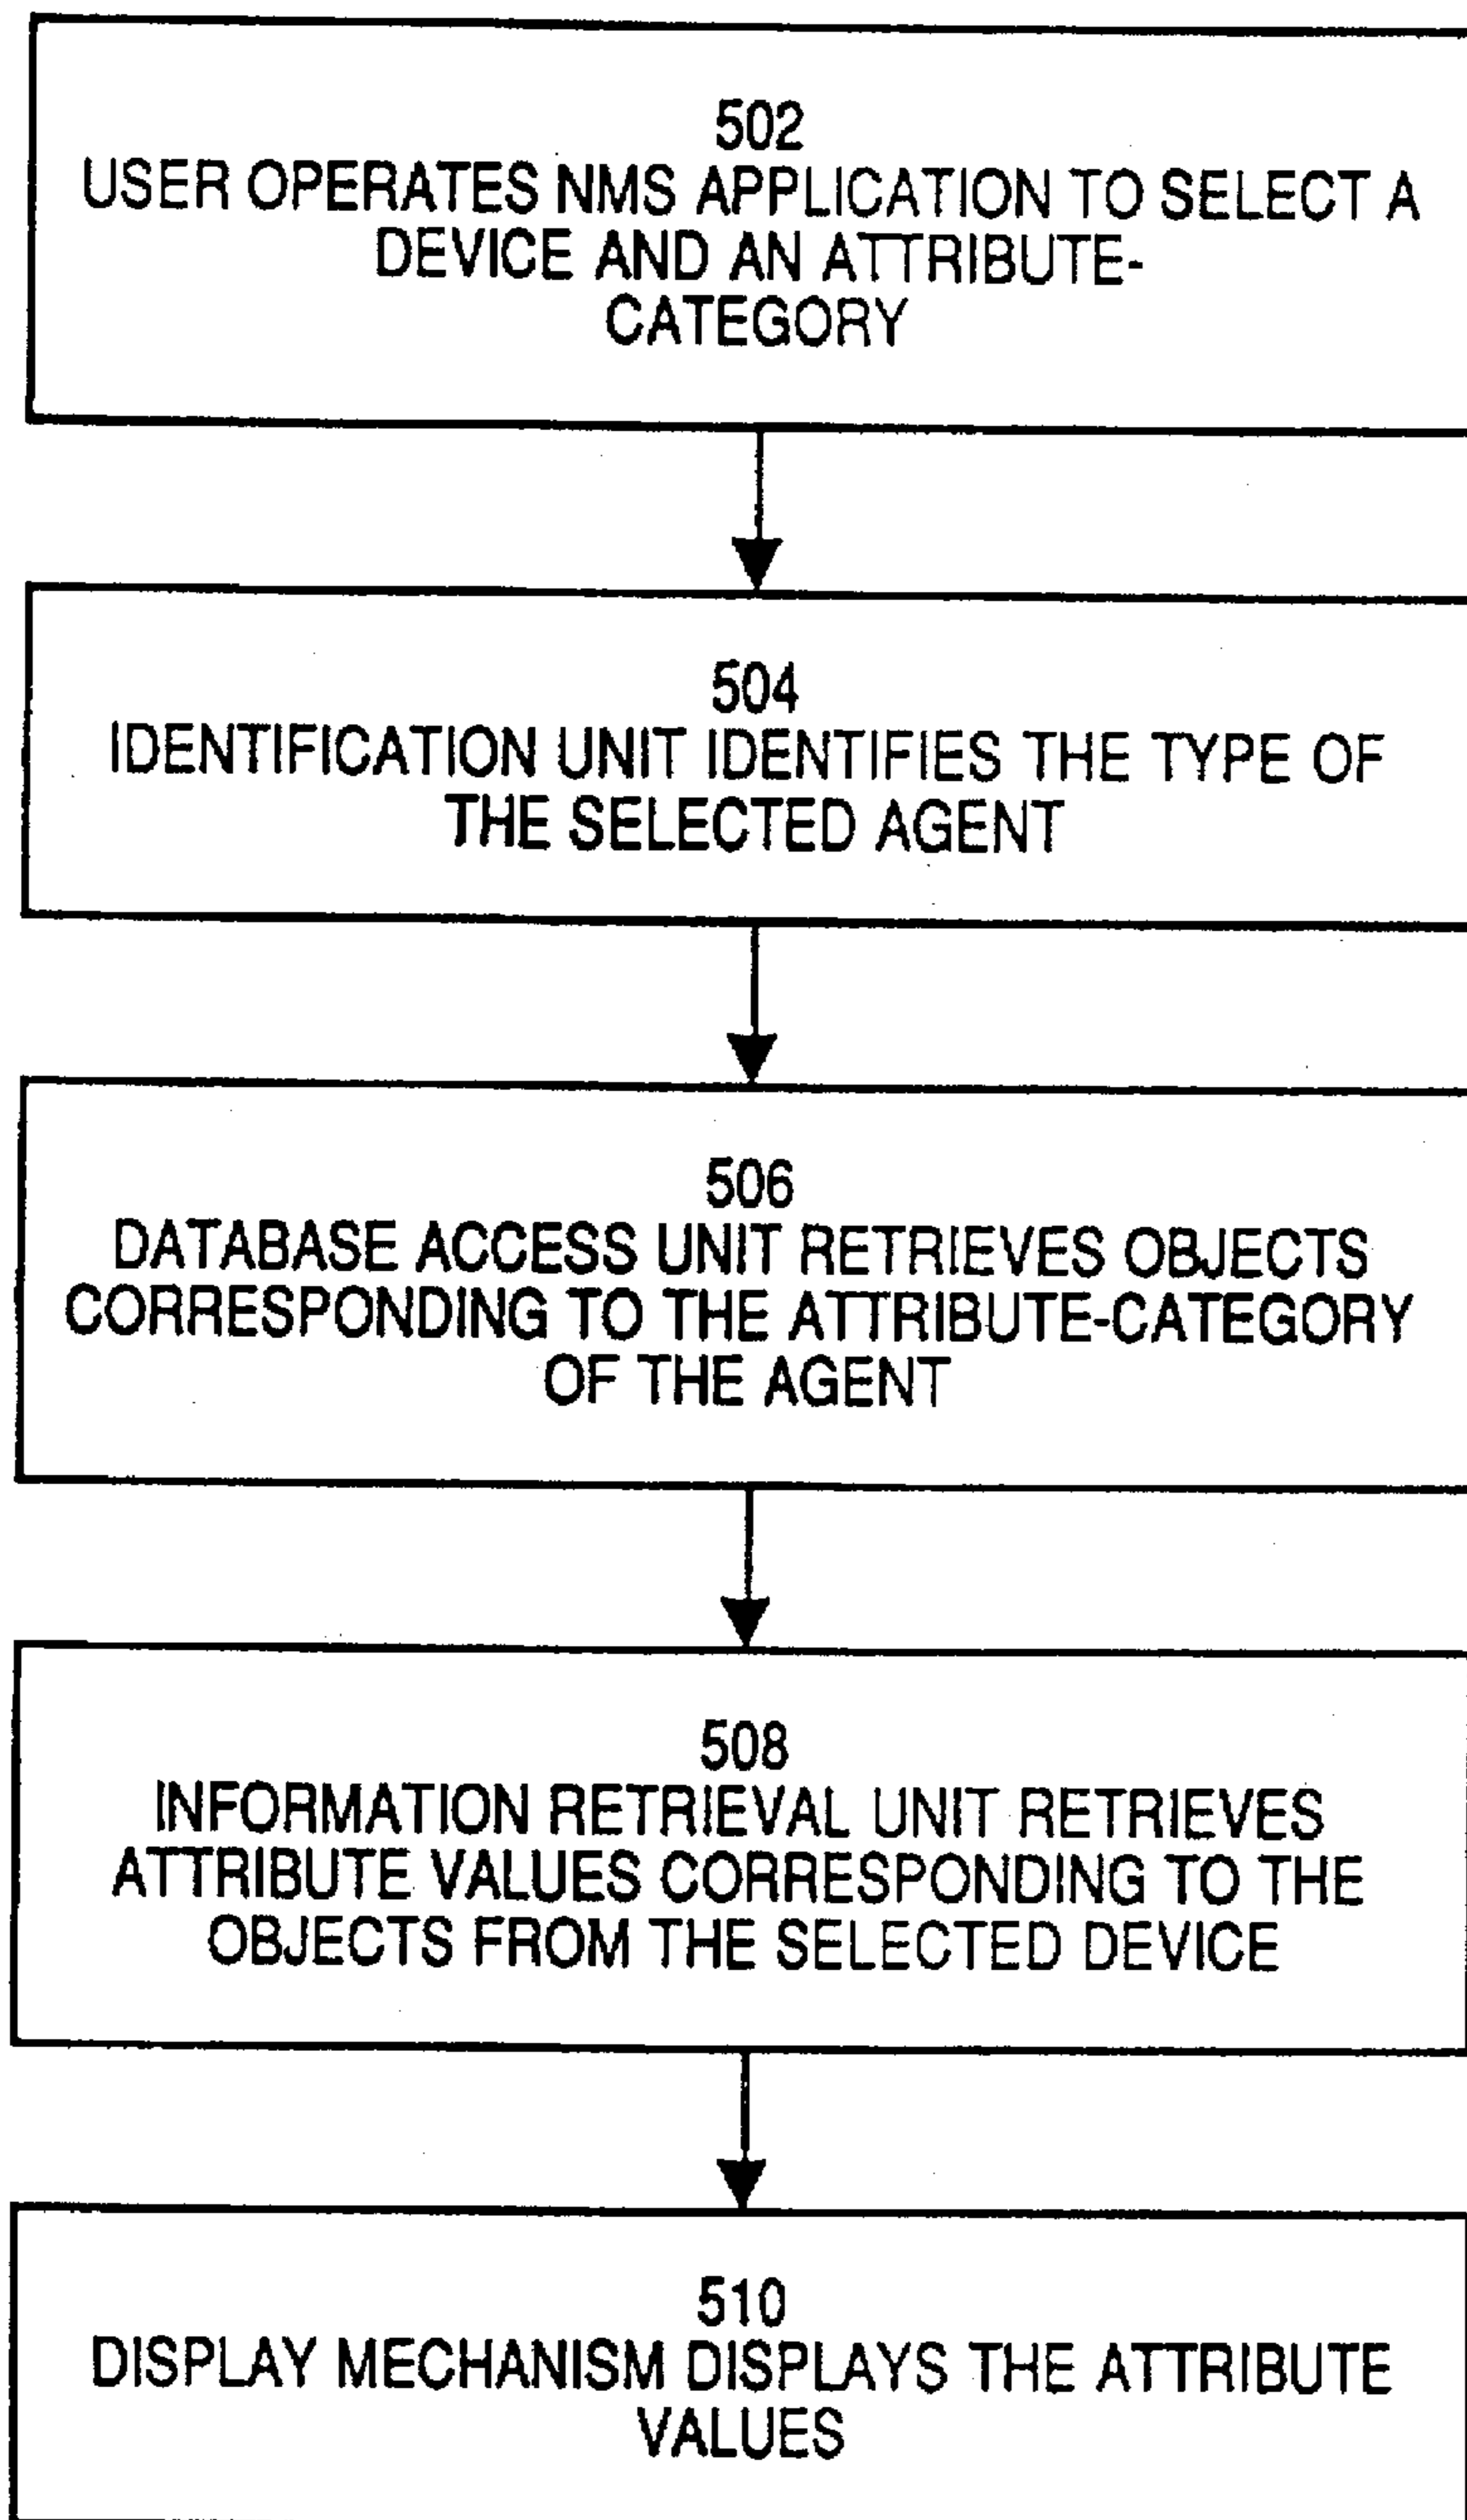 502
USER OPERATES NMS APPLICATION TO SELECT A
DEVICE AND AN ATTRIBUTE-
CATEGORY
504
IDENTIFICATION UNIT IDENTIFIES THE TYPE OF
THE SELECTED AGENT
506
DATABASE ACCESS UNIT RETRIEVES OBJECTS
CORRESPONDING TO THE ATTRIBUTE-CATEGORY
OF THE AGENT
508
INFORMATION RETRIEVAL UNIT RETRIEVES
ATTRIBUTE VALUES CORRESPONDING TO THE
OBJECTS FROM THE SELECTED DEVICE
510
DISPLAY MECHANISM DISPLAYS THE ATTRIBUTE
VALUES